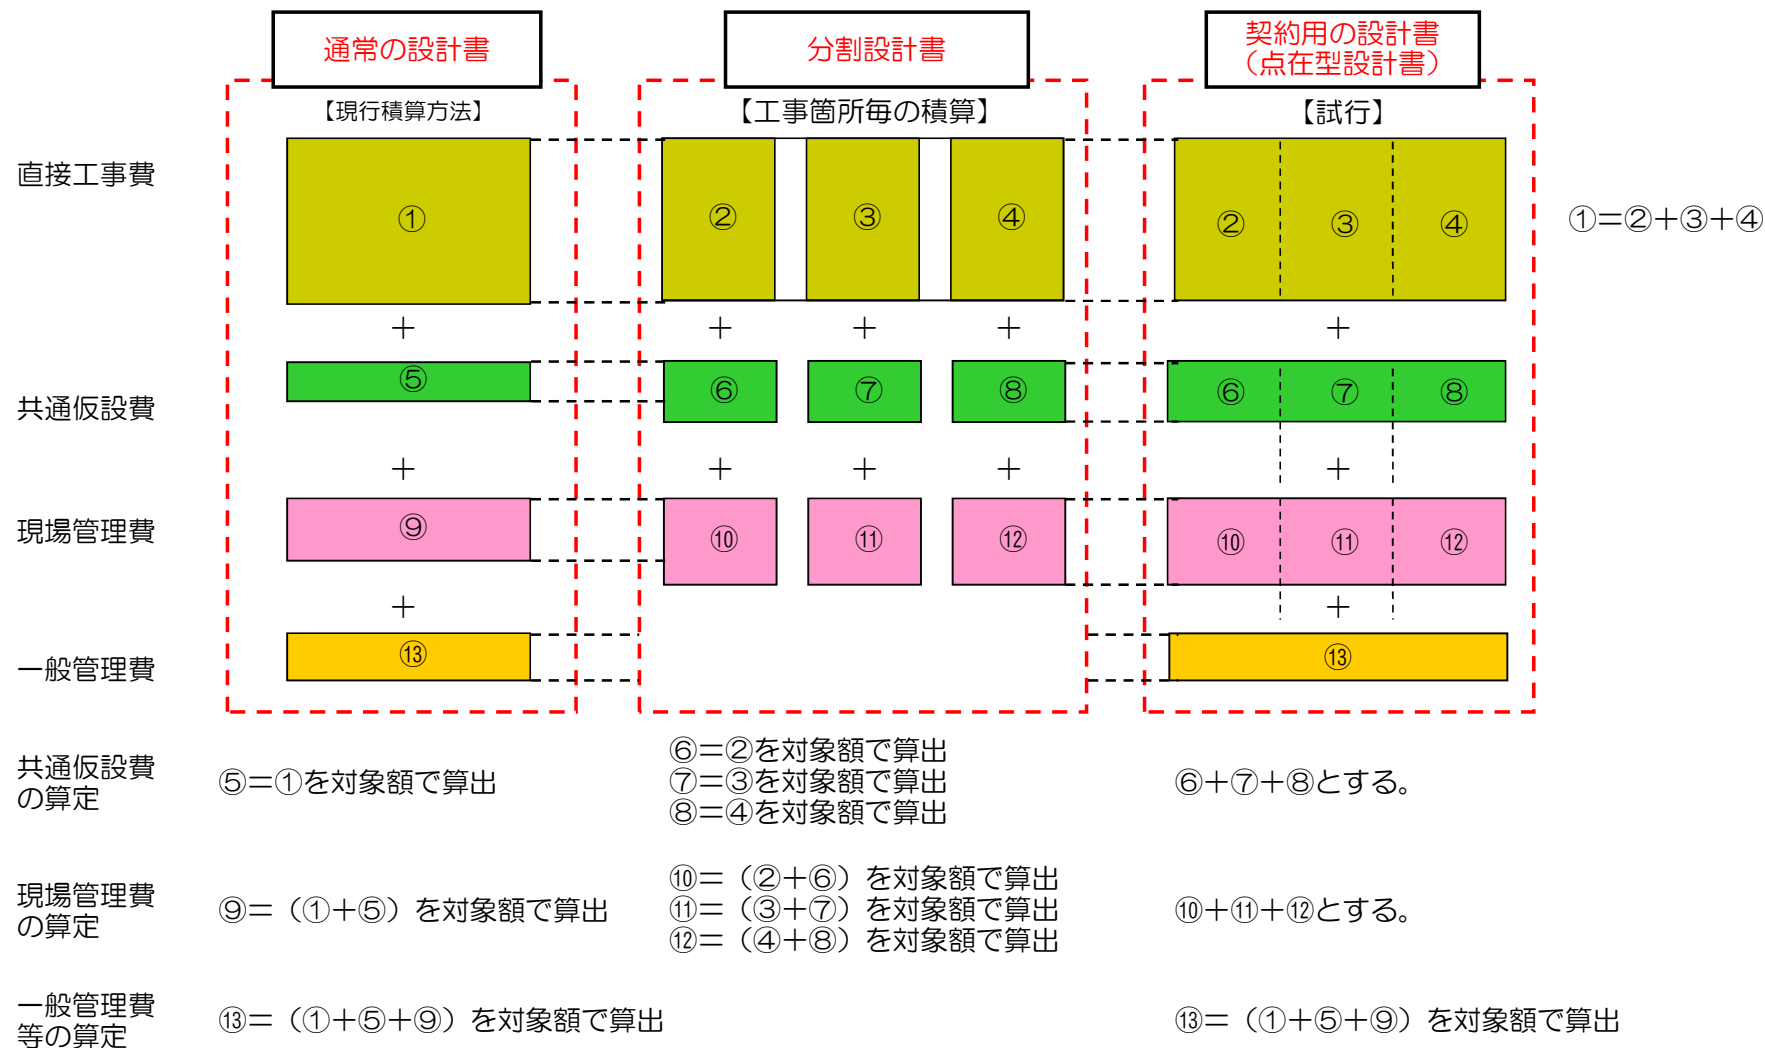 通常の設計書
分割設計書
契約用の設計書
（点在型設計書）
【現行積算方法】
【工事箇所毎の積算】
【試行】
直接工事費
①
②
③
④
②
③
④
①＝②＋③＋④
＋
＋
＋
＋
＋
共通仮設費
⑤
⑥
⑦
⑧
⑥
⑦
⑧
＋
＋
＋
＋
＋
現場管理費
⑨
⑩
⑪
⑫
⑩
⑪
⑫
＋
＋
一般管理費
⑬
⑬
共通仮設費
の算定
⑤＝①を対象額で算出
⑥＝②を対象額で算出
⑦＝③を対象額で算出
⑧＝④を対象額で算出
⑥＋⑦＋⑧とする。
現場管理費
の算定
⑨＝（①＋⑤）を対象額で算出
⑩＝（②＋⑥）を対象額で算出
⑪＝（③＋⑦）を対象額で算出
⑫＝（④＋⑧）を対象額で算出
⑩＋⑪＋⑫とする。
一般管理費
等の算定
⑬＝（①＋⑤＋⑨）を対象額で算出
⑬＝（①＋⑤＋⑨）を対象額で算出